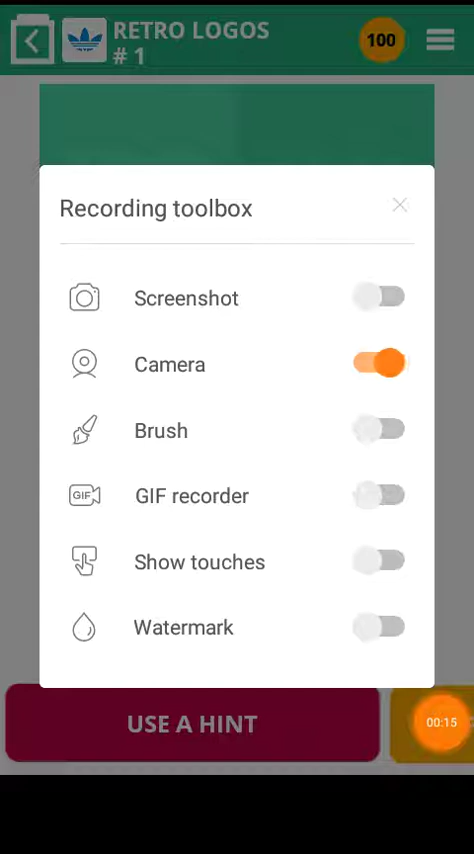 RETRO LOGOS
# 1
100
Recording toolbox
Screenshot
Camera
Brush
GIF
GIF recorder
Show touches
Watermark
USE A HINT
00:15